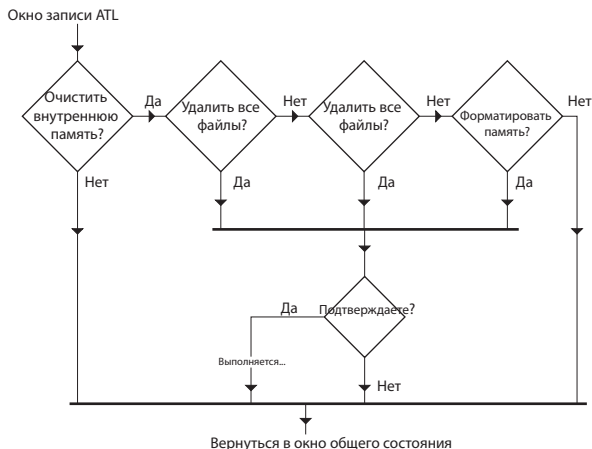 Окно записи ATL
Очистить
внутреннюю
память?
Да
Удалить все
файлы?
Нет
Удалить все
файлы?
Нет
Форматировать
память?
Нет
Нет
Да
Да
Да
Да
Подтверждаете?
Выполняется...
Нет
Вернуться в окно общего состояния